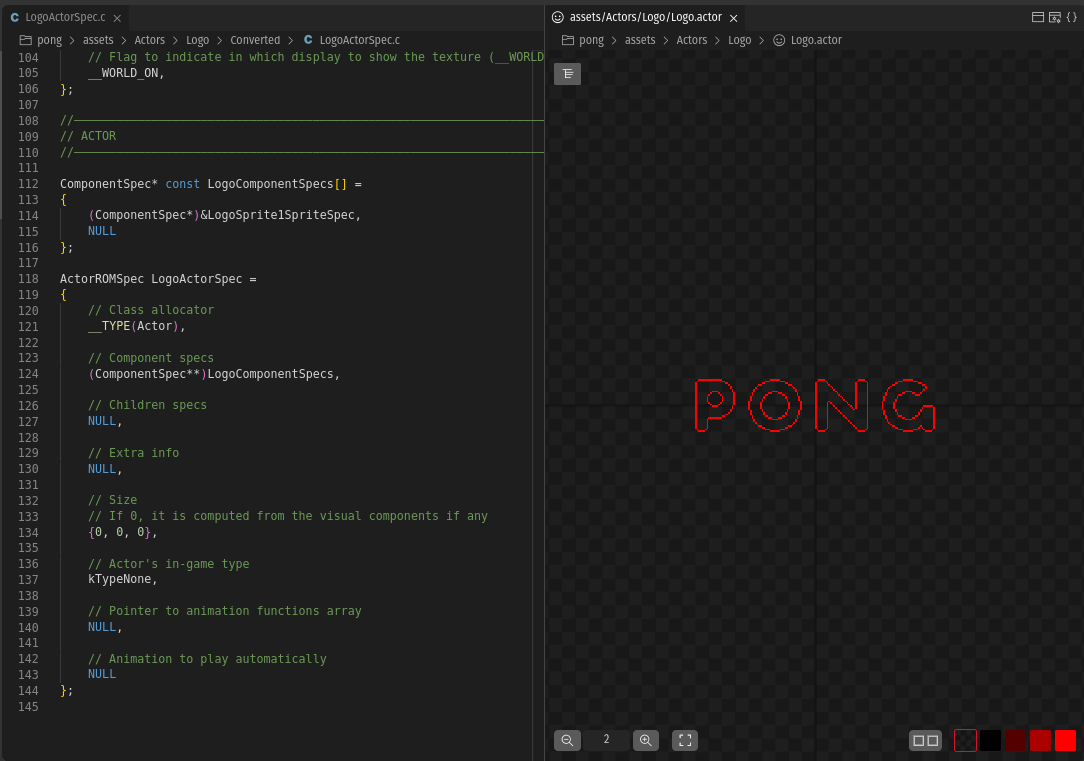 LogoActorSpec.c
pong > assets > Actors > Logo > Converted > C LogoActorSpec.c
104 // Flag to indicate in which display to show the texture (__WORLD
105 __WORLD_ON,
106 };
107
108 //
109 // ACTOR
110 //
111
112 ComponentSpec* const LogoComponentSpecs[] =
113 {
114 (ComponentSpec*)&LogoSprite1SpriteSpec,
115 NULL
116 };
117
118 ActorROMSpec LogoActorSpec =
119 {
120 // Class allocator
121 __TYPE(Actor),
122
123 // Component specs
124 (ComponentSpec**)LogoComponentSpecs,
125
126 // Children specs
127 NULL,
128
129 // Extra info
130 NULL,
131
132 // Size
133 // If 0, it is computed from the visual components if any
134 {0, 0, 0},
135
136 // Actor's in-game type
137 kTypeNone,
138
139 // Pointer to animation functions array
140 NULL,
141
142 // Animation to play automatically
143 NULL
144 };
145
assets/Actors/Logo/Logo.actor
pong > assets > Actors > Logo > Logo.actor
PONG
2